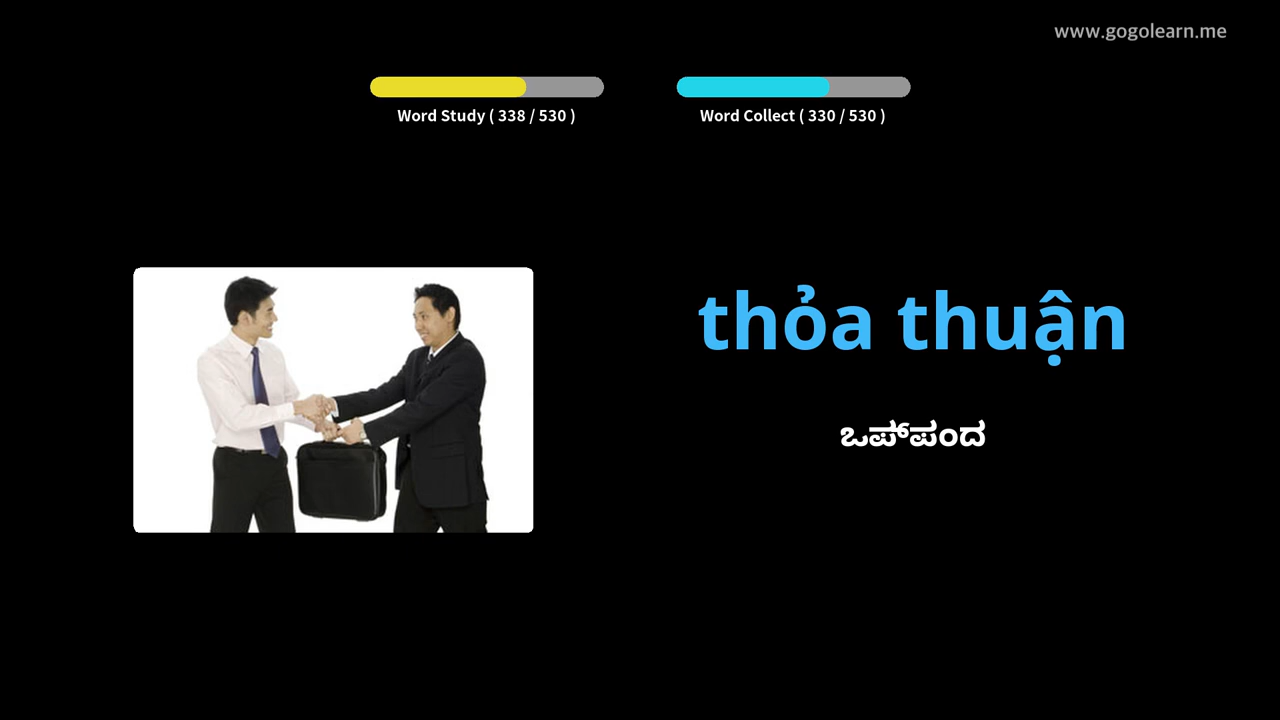 www.gogolearn.me
Word Study ( 338 / 530 )
Word Collect ( 330 / 530 )
thỏa thuận
ಒಪ್ಪಂದ